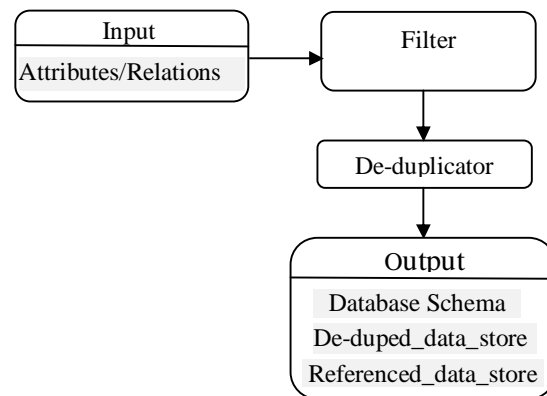 Input
Attributes/Relations
Filter
De-duplicator
Output
Database Schema
De-duped_data_store
Referenced_data_store